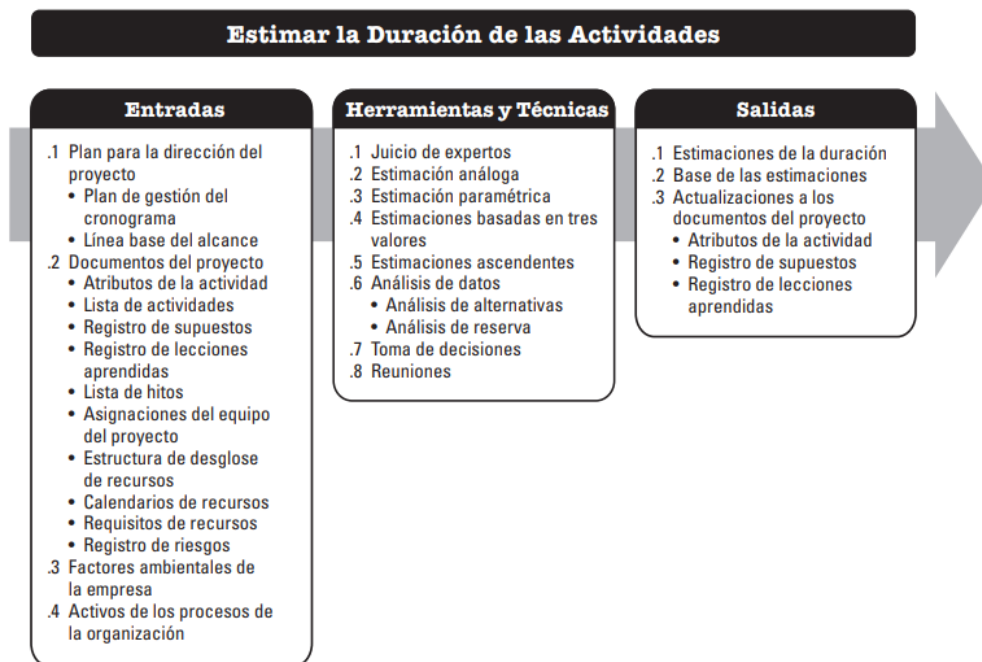 Estimar la Duración de las Actividades
Entradas
.1 Plan para la dirección del
proyecto
• Plan de gestión del
cronograma
• Línea base del alcance
.2 Documentos del proyecto
• Atributos de la actividad
• Lista de actividades
• Registro de supuestos
• Registro de lecciones
aprendidas
• Lista de hitos
• Asignaciones del equipo
del proyecto
• Estructura de desglose
de recursos
• Calendarios de recursos
• Requisitos de recursos
• Registro de riesgos
.3 Factores ambientales de
la empresa
.4 Activos de los procesos de
la organización
Herramientas y Técnicas
.1 Juicio de expertos
.2 Estimación análoga
.3 Estimación paramétrica
.4 Estimaciones basadas en tres
valores
.5 Estimaciones ascendentes
.6 Análisis de datos
• Análisis de alternativas
• Análisis de reserva
.7 Toma de decisiones
.8 Reuniones
Salidas
.1 Estimaciones de la duración
.2 Base de las estimaciones
.3 Actualizaciones a los
documentos del proyecto
• Atributos de la actividad
• Registro de supuestos
• Registro de lecciones
aprendidas